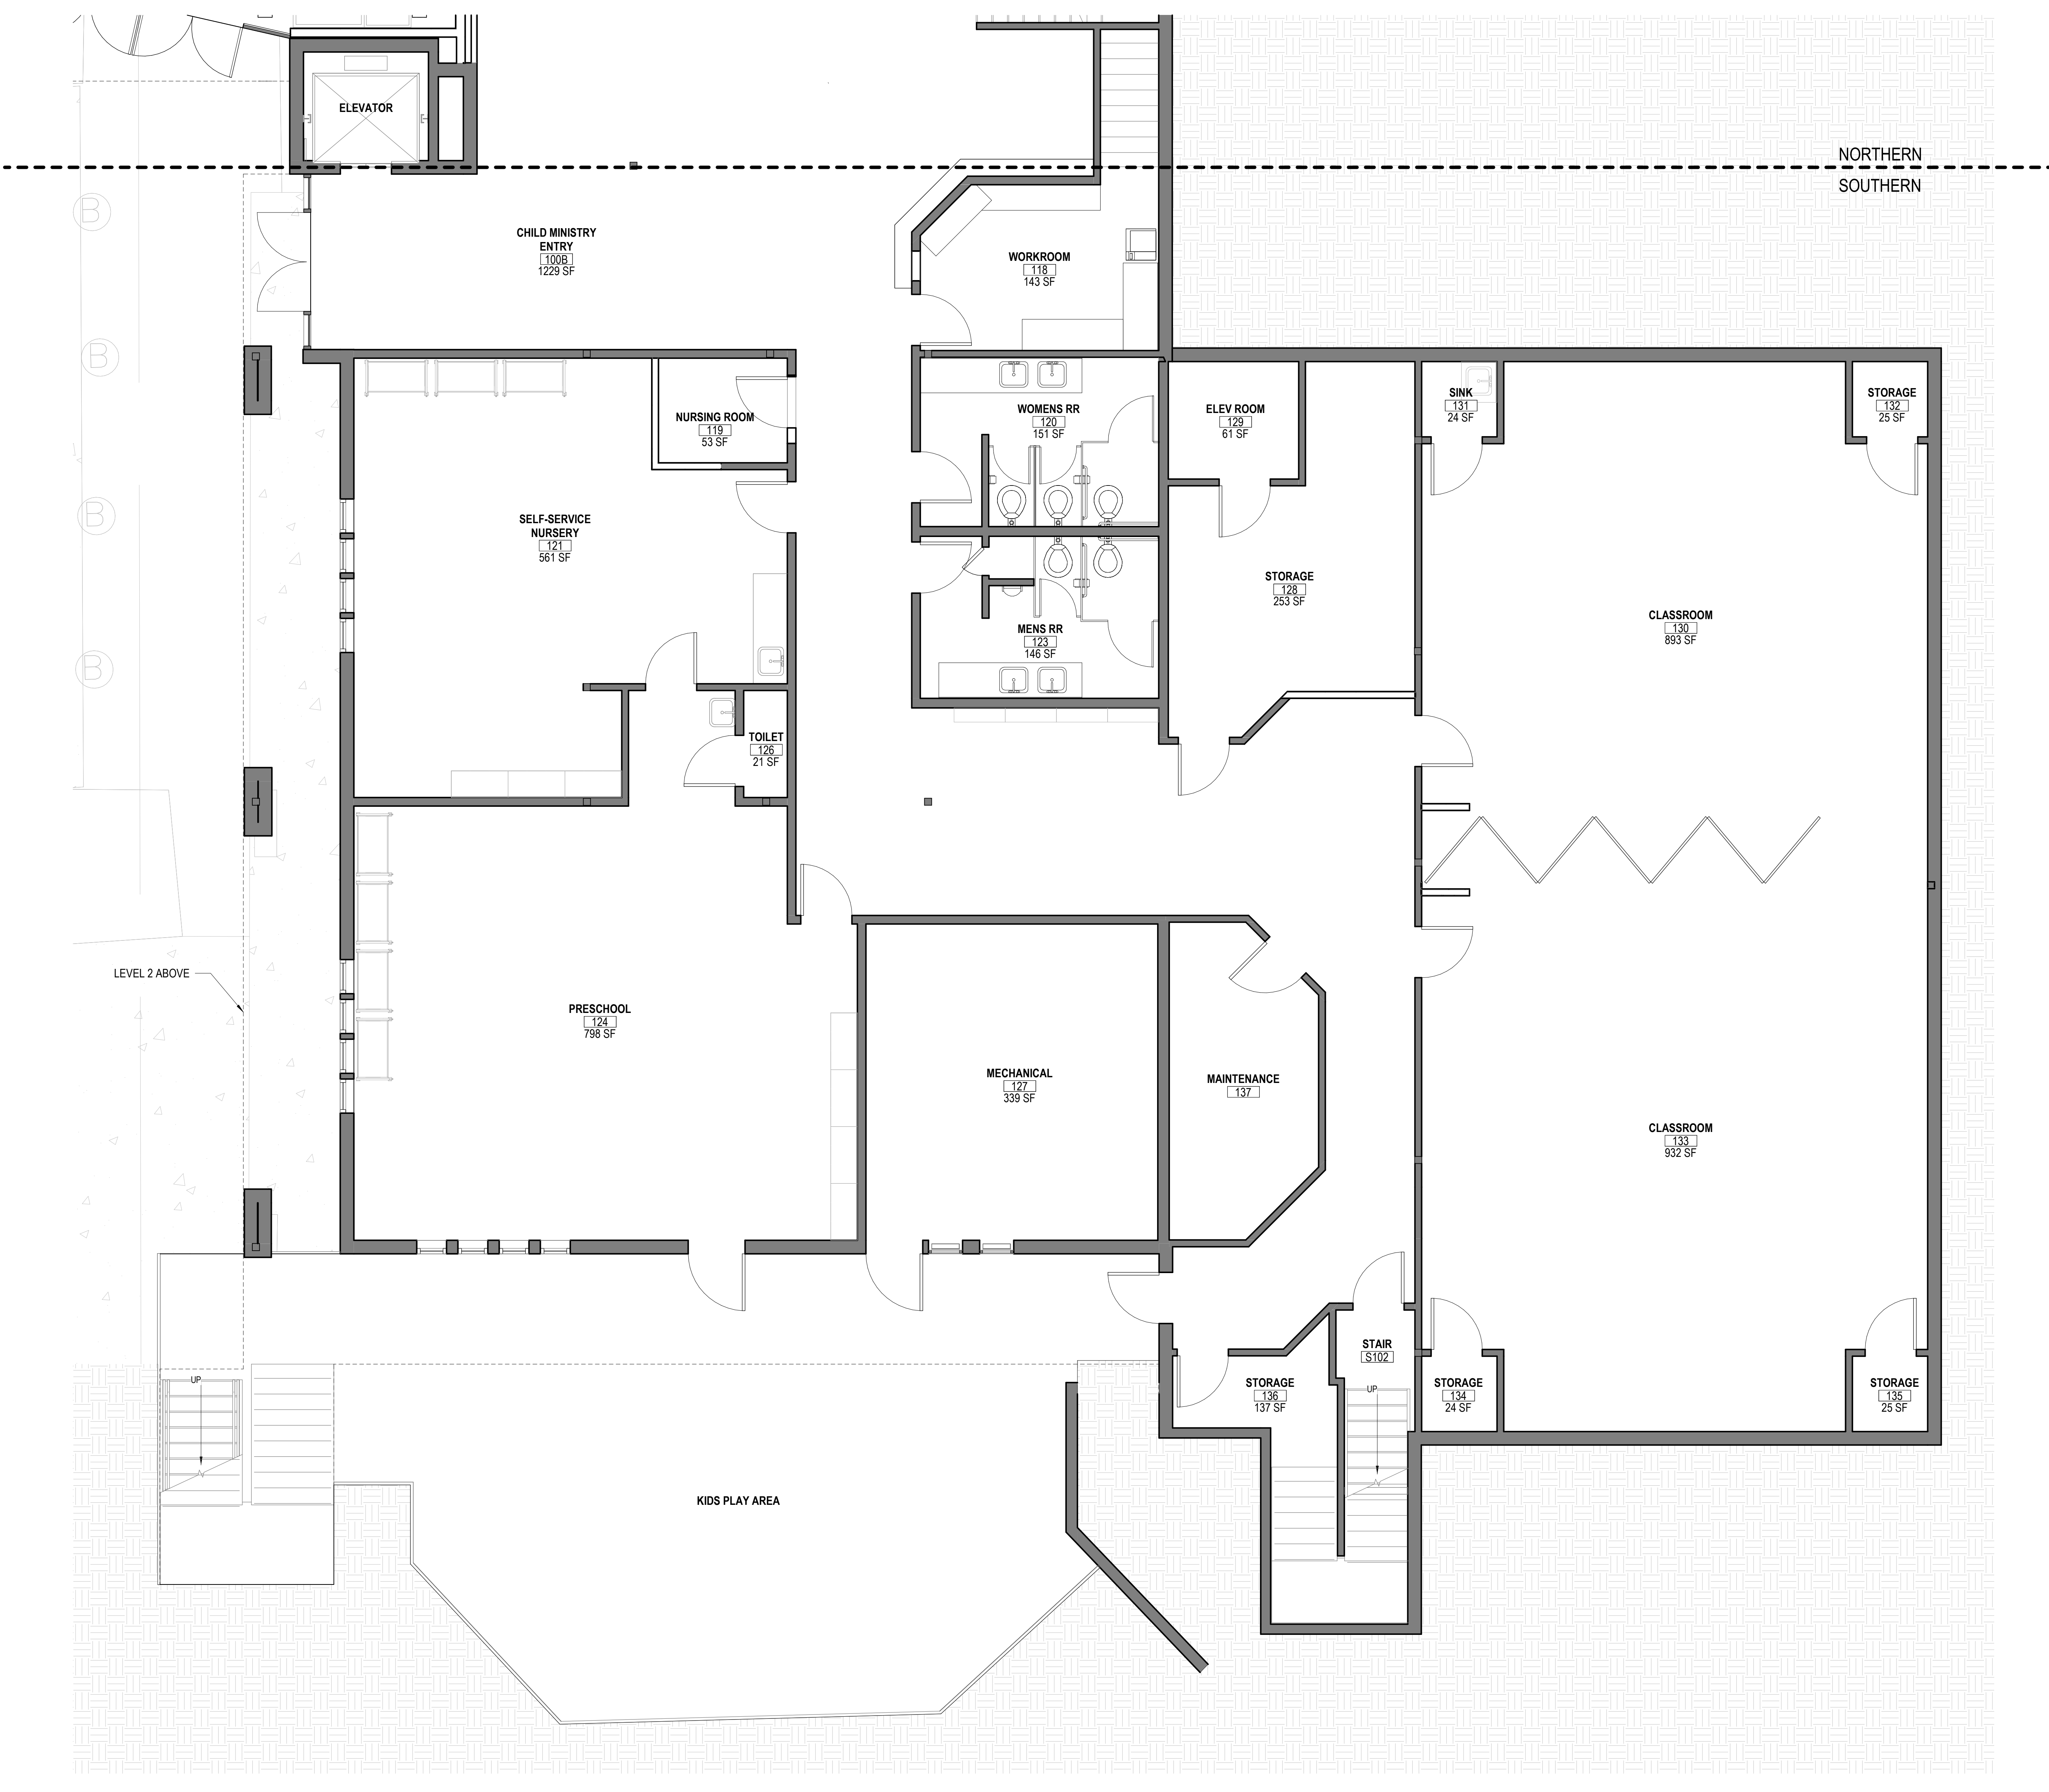 ELEVATOR
NORTHERN
SOUTHERN
CHILD MINISTRY
ENTRY
100B
1229 SF
WORKROOM
118
143 SF
B
B
B
B
NURSING ROOM
119
53 SF
WOMENS RR
120
151 SF
ELEV ROOM
129
61 SF
SINK
131
24 SF
STORAGE
132
25 SF
SELF-SERVICE
NURSERY
121
561 SF
STORAGE
128
253 SF
MENS RR
123
146 SF
CLASSROOM
130
893 SF
TOILET
126
21 SF
LEVEL 2 ABOVE
PRESCHOOL
124
798 SF
MECHANICAL
127
339 SF
MAINTENANCE
137
CLASSROOM
133
932 SF
STAIR
S102
UP
UP
STORAGE
136
137 SF
STORAGE
134
24 SF
STORAGE
135
25 SF
KIDS PLAY AREA